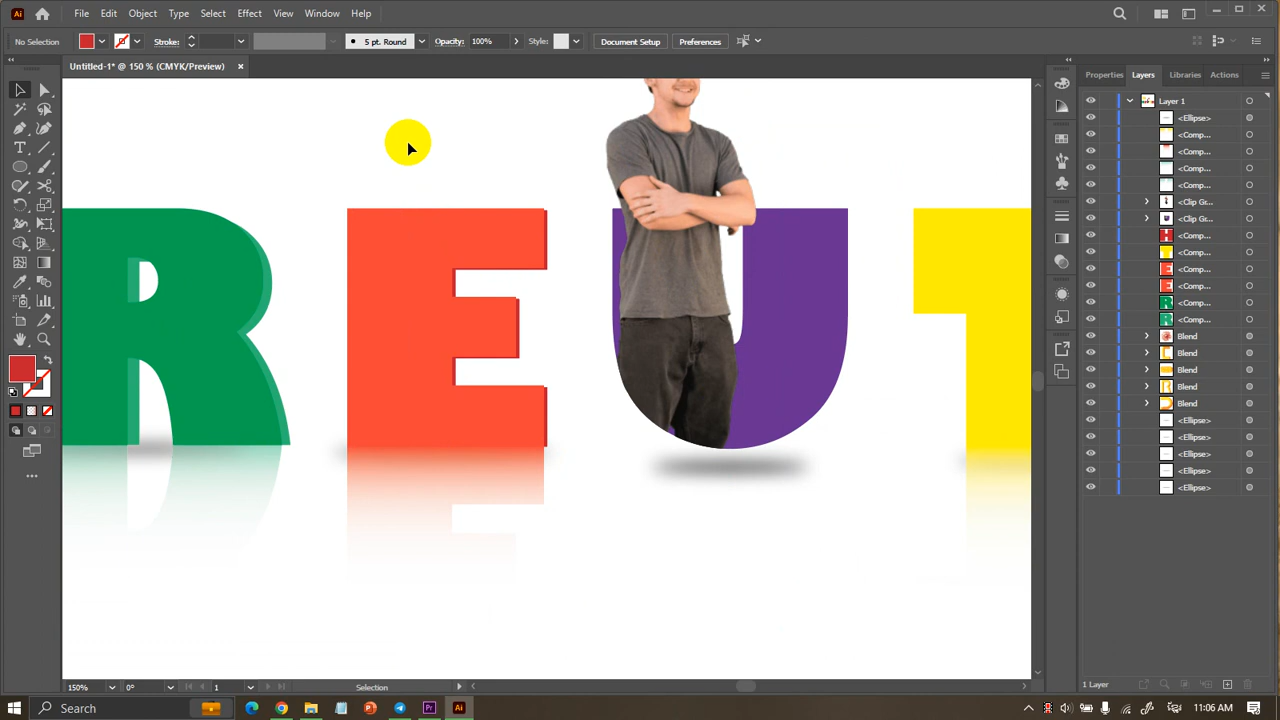 Ai File Edit Object Type Select Effect View Window Help
No Selection Stroke: 5 pt. Round Opacity: 100% Style: Document Setup Preferences
Untitled-1* @ 150 % (CMYK/Preview) ×
Properties Layers Libraries Actions
Layer 1
<Ellipse>
<Comp...
<Comp...
<Comp...
<Comp...
<Clip Gr...
<Clip Gr...
<Comp...
<Comp...
<Comp...
<Comp...
<Comp...
<Comp...
Blend
Blend
Blend
Blend
Blend
<Ellipse>
<Ellipse>
<Ellipse>
<Ellipse>
<Ellipse>
R E U T
150% 0° 1 Selection
1 Layer
Search Pr Ai 11:06 AM